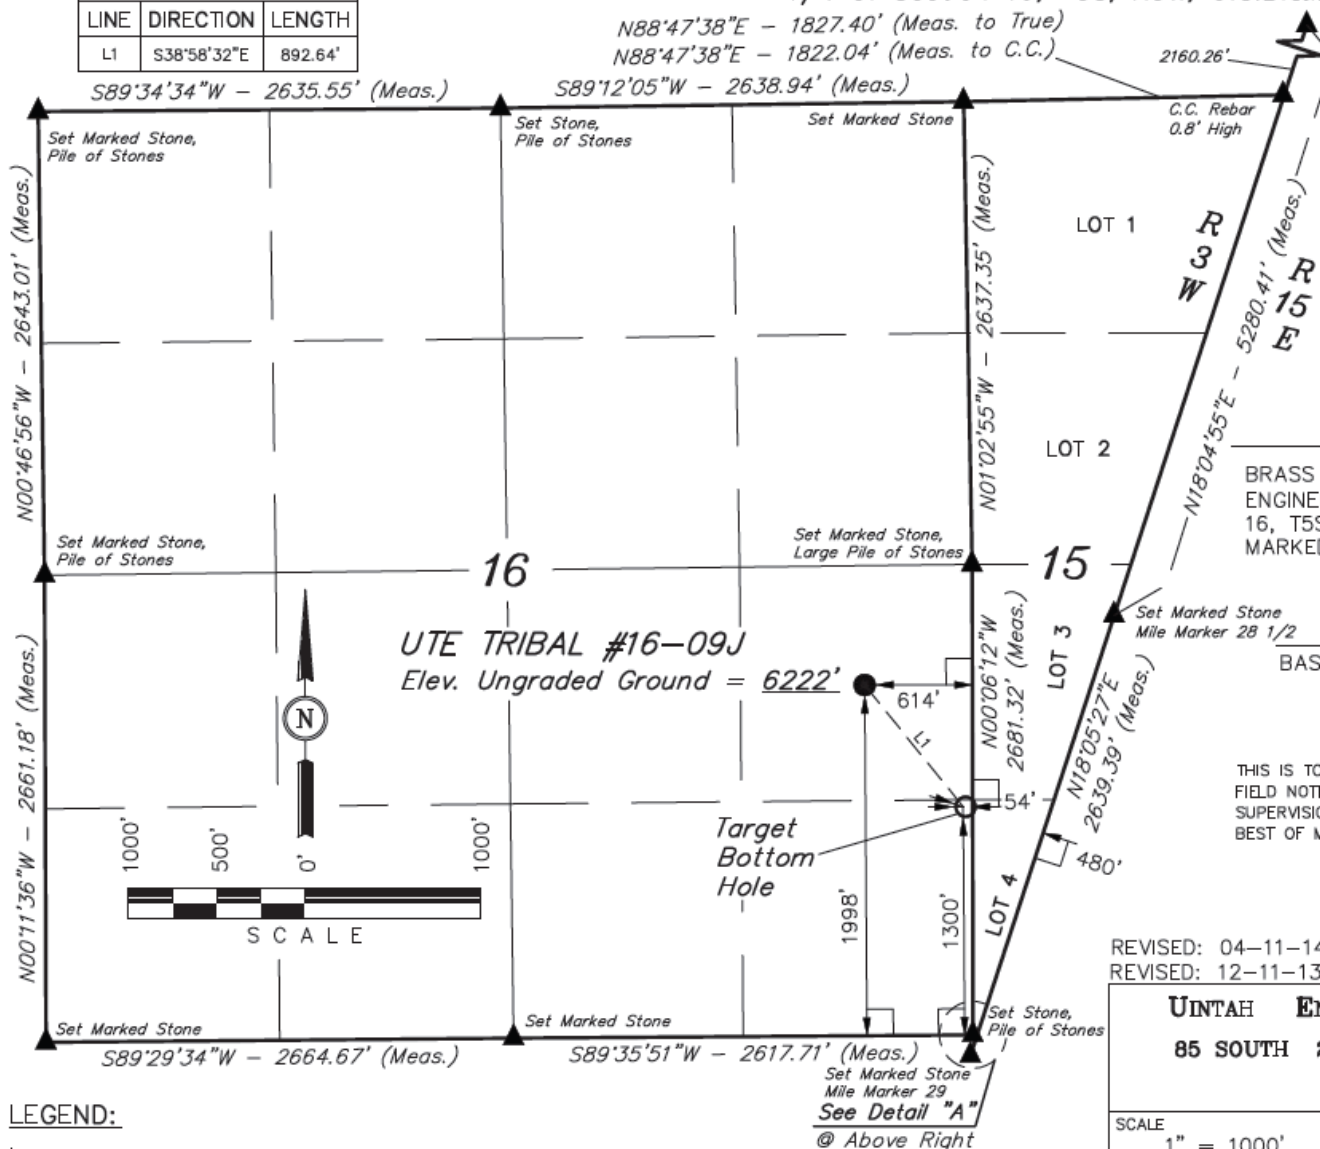 LINE DIRECTION LENGTH
L1 S38°58'32"E 892.64'
N88°47'38"E - 1827.40' (Meas. to True)
N88°47'38"E - 1822.04' (Meas. to C.C.)
2160.26'
S89°34'34"W - 2635.55' (Meas.)
S89°12'05"W - 2638.94' (Meas.)
Set Marked Stone,
Pile of Stones
Set Stone,
Pile of Stones
Set Marked Stone
C.C. Rebar
0.8' High
N00°46'56"W - 2643.01' (Meas.)
N01°02'55"W - 2637.35' (Meas.)
LOT 1
R
3
W
R
15
E
N18°04'55"E - 5280.41' (Meas.)
LOT 2
BRASS
ENGINE
16, T5S
MARKED
Set Marked Stone,
Pile of Stones
Set Marked Stone,
Large Pile of Stones
16
15
UTE TRIBAL #16-09J
Elev. Ungraded Ground = 6222'
614'
L1
N00°06'12"W
2681.32' (Meas.)
LOT 3
Set Marked Stone
Mile Marker 28 1/2
BAS
N18°05'27"E
2639.39' (Meas.)
N
N00°11'36"W - 2661.18' (Meas.)
54'
THIS IS TO
FIELD NOTE
SUPERVISIO
BEST OF M
Target
Bottom
Hole
480'
1000'
500'
0'
1000'
SCALE
1998'
1300'
LOT 4
REVISED: 04-11-14
REVISED: 12-11-13
UINTAH EN
85 SOUTH
Set Marked Stone
Set Marked Stone
Set Stone,
Pile of Stones
S89°29'34"W - 2664.67' (Meas.)
S89°35'51"W - 2617.71' (Meas.)
Set Marked Stone
Mile Marker 29
See Detail "A"
@ Above Right
LEGEND:
SCALE
1" = 1000'